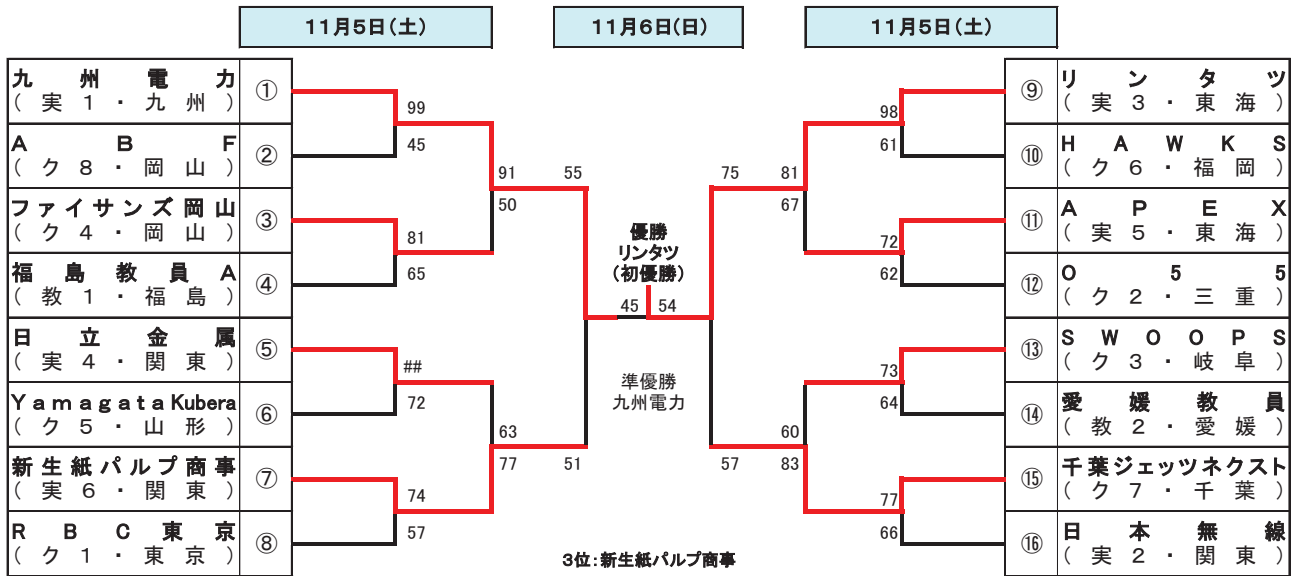 11月5日(土)
11月6日(日)
11月5日(土)
九州電力
(実1・九州)
①
ABF
(ク8・岡山)
②
ファイサンズ岡山
(ク4・岡山)
③
福島教員A
(教1・福島)
④
日立金属
(実4・関東)
⑤
Yamagata Kubera
(ク5・山形)
⑥
新生紙パルプ商事
(実6・関東)
⑦
RBC東京
(ク1・東京)
⑧
99
45
81
65
##
72
74
57
91
50
63
77
55
51
優勝
リンタツ
(初優勝)
45
54
準優勝
九州電力
3位:新生紙パルプ商事
75
57
81
67
60
83
98
61
72
62
73
64
77
66
⑨
リンタツ
(実3・東海)
⑩
HAWKS
(ク6・福岡)
⑪
APEX
(実5・東海)
⑫
O55
(ク2・三重)
⑬
SWOOPS
(ク3・岐阜)
⑭
愛媛教員
(教2・愛媛)
⑮
千葉ジェッツネクスト
(ク7・千葉)
⑯
日本無線
(実2・関東)